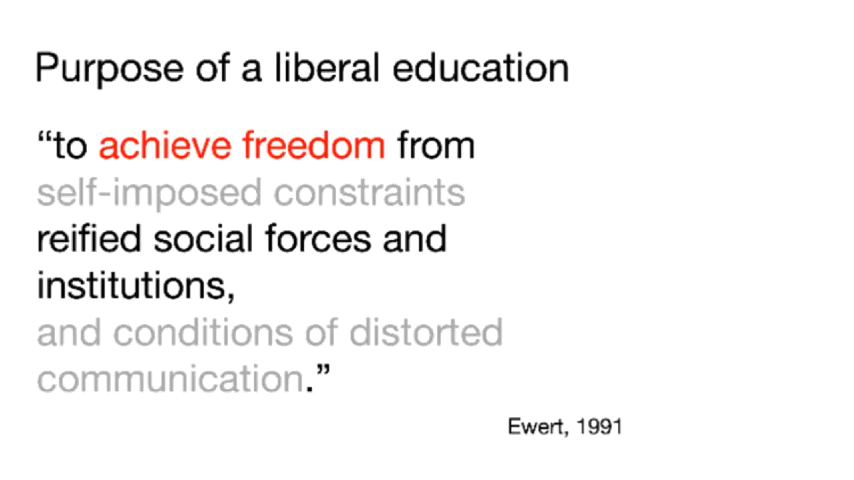 Purpose of a liberal education
“to achieve freedom from
self-imposed constraints
reified social forces and
institutions,
and conditions of distorted
communication.”
Ewert, 1991